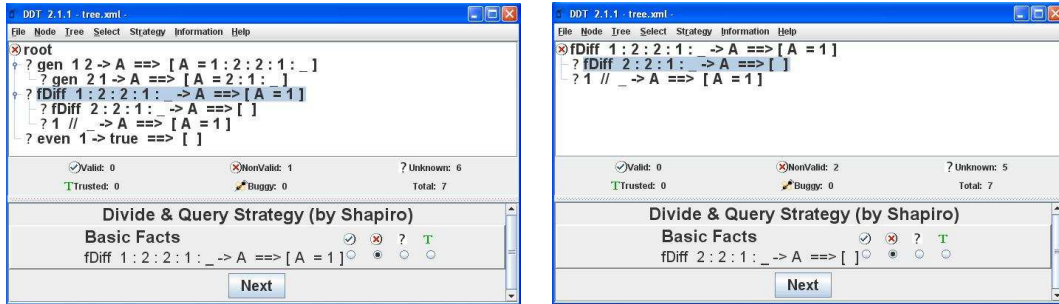 DDT 2.1.1 - tree.xml -
File Node Tree Select Strategy Information Help
root
? gen 1 2 -> A ==> [ A = 1 : 2 : 2 : 1 : _ ]
? gen 2 1 -> A ==> [ A = 2 : 1 : _ ]
? fDiff 1 : 2 : 2 : 1 : _ -> A ==> [ A = 1 ]
? fDiff 2 : 2 : 1 : _ -> A ==> [ ]
? 1 // _ -> A ==> [ A = 1 ]
? even 1 -> true ==> [ ]
Valid: 0 NonValid: 1 ? Unknown: 6
T Trusted: 0 Buggy: 0 Total: 7
Divide & Query Strategy (by Shapiro)
Basic Facts ? T
fDiff 1 : 2 : 2 : 1 : _ -> A ==> [ A = 1 ]
Next
DDT 2.1.1 - tree.xml -
File Node Tree Select Strategy Information Help
fDiff 1 : 2 : 2 : 1 : _ -> A ==> [ A = 1 ]
? fDiff 2 : 2 : 1 : _ -> A ==> [ ]
? 1 // _ -> A ==> [ A = 1 ]
Valid: 0 NonValid: 2 ? Unknown: 5
T Trusted: 0 Buggy: 0 Total: 7
Divide & Query Strategy (by Shapiro)
Basic Facts ? T
fDiff 2 : 2 : 1 : _ -> A ==> [ ]
Next